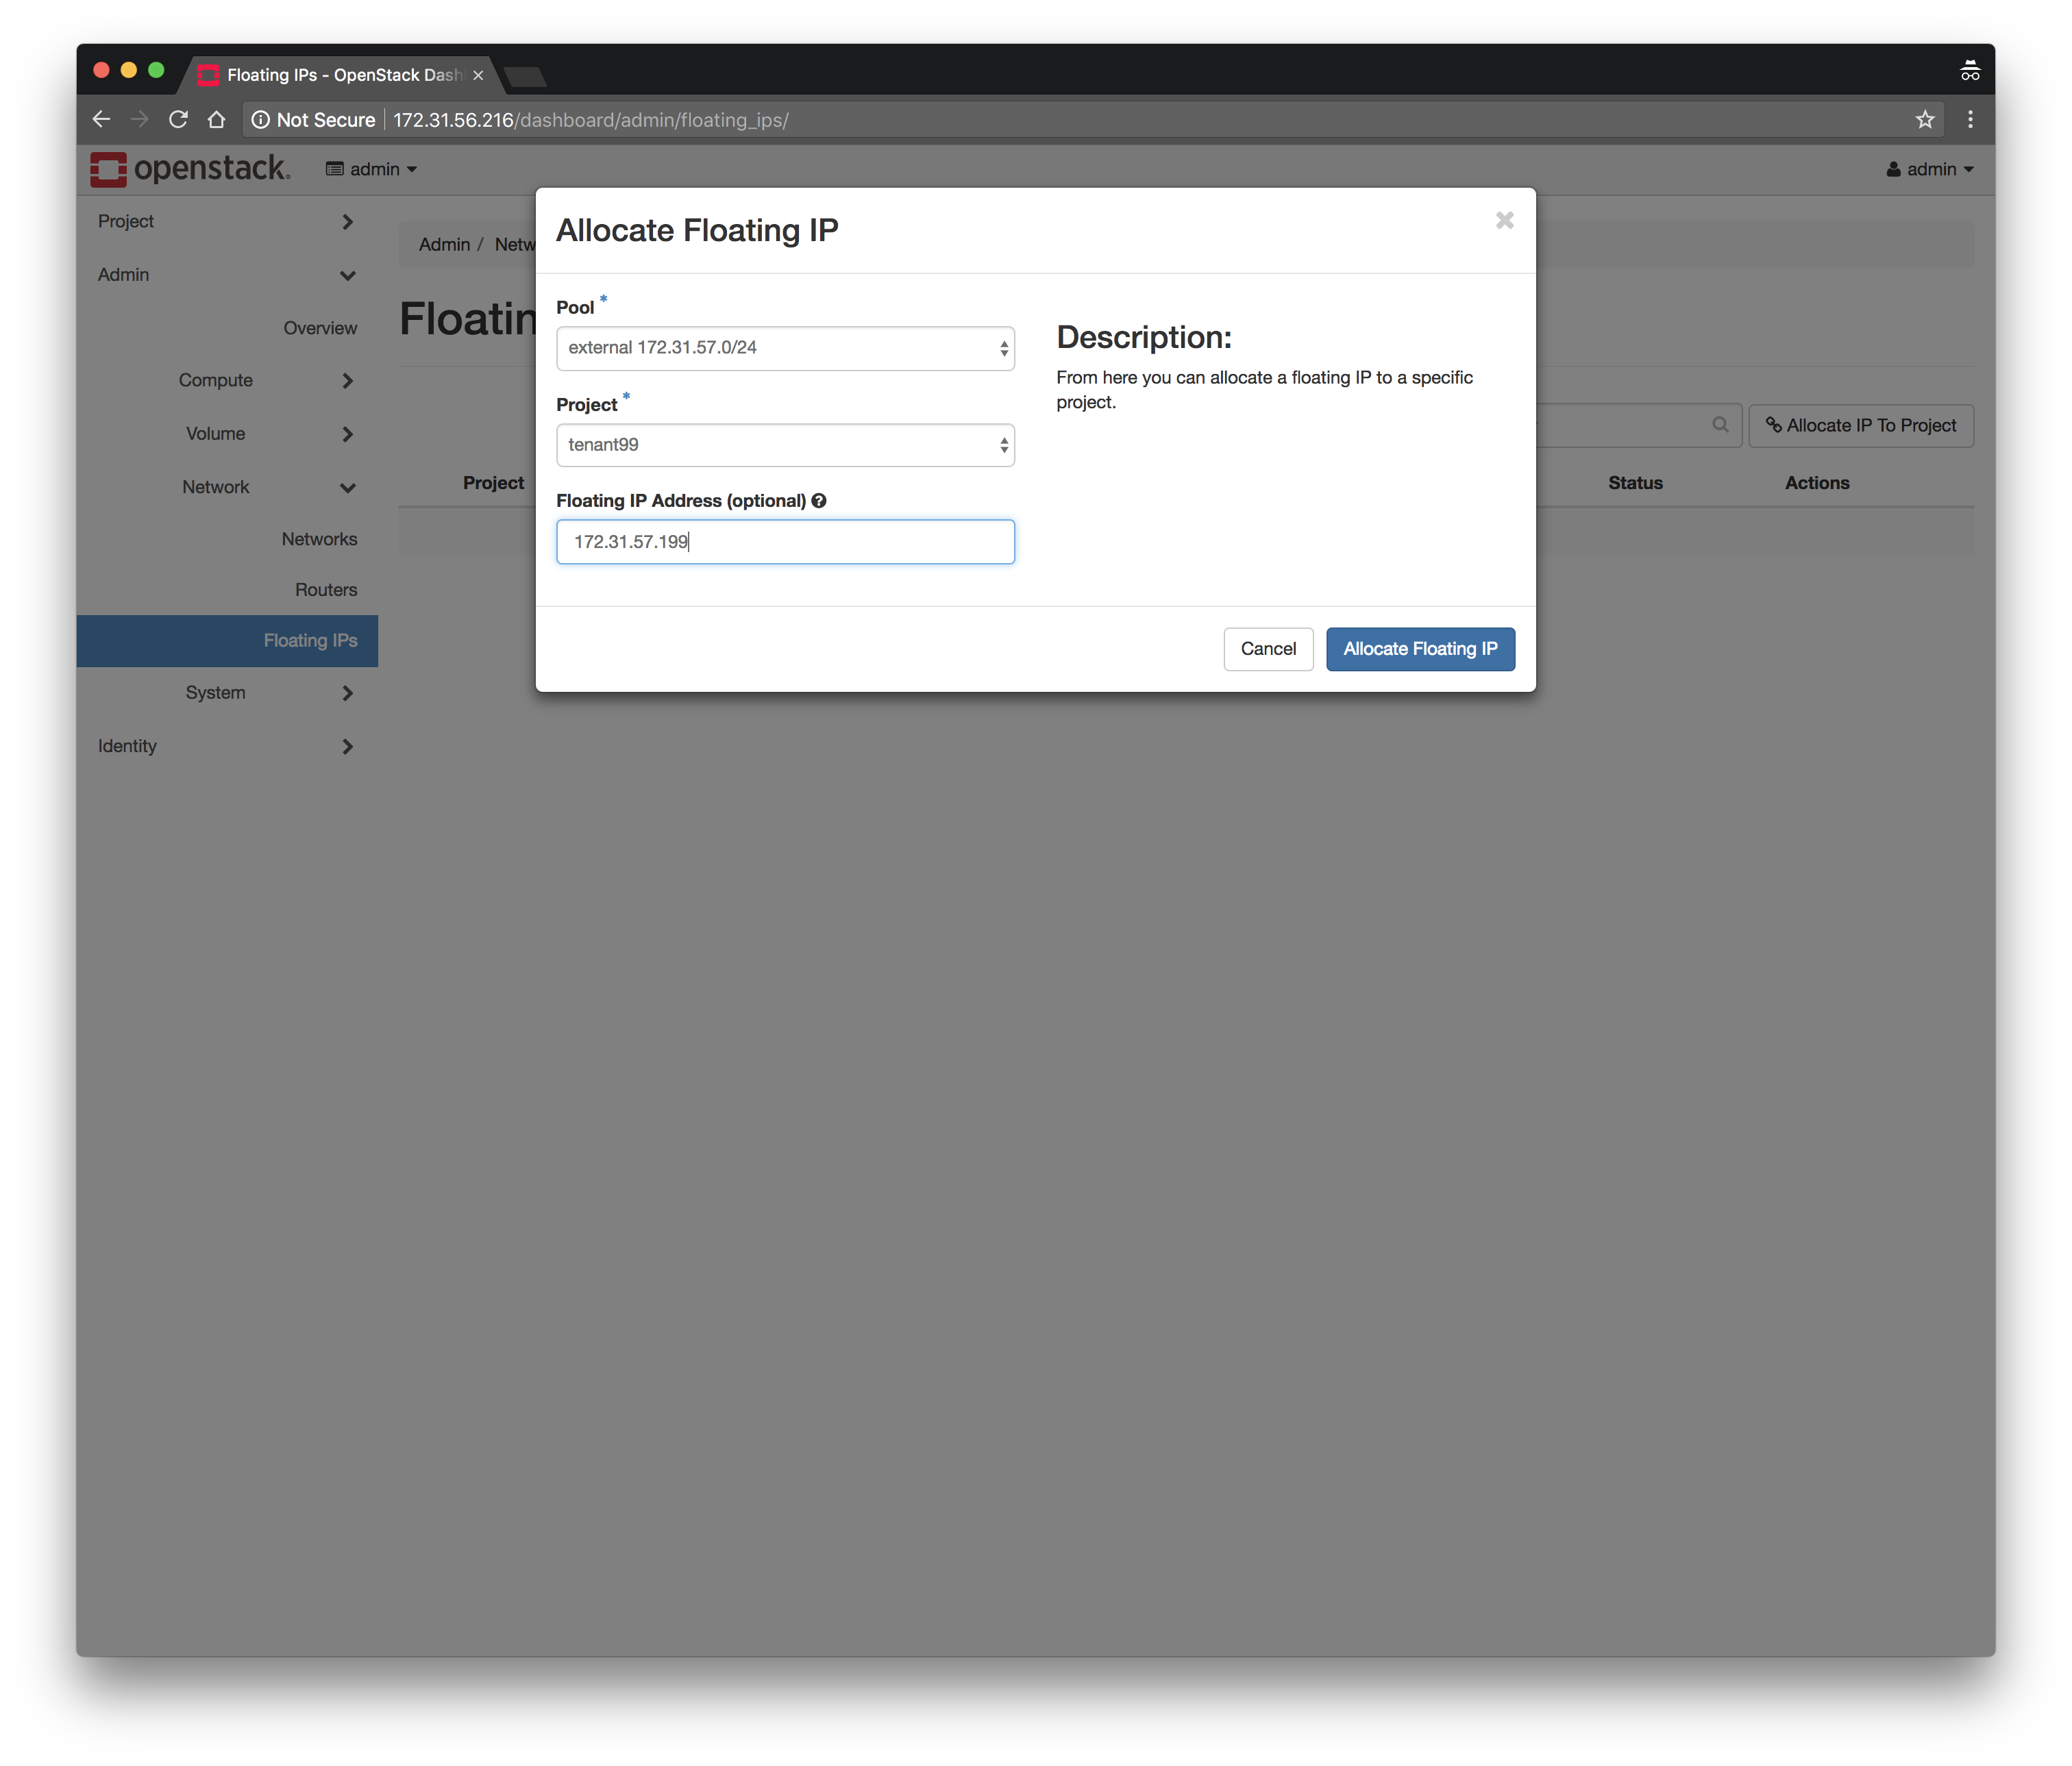 Floating IPs - OpenStack Dash
Not Secure 172.31.56.216/dashboard/admin/floating_ips/
openstack. admin admin
Project
Admin
Overview
Compute
Volume
Network
Networks
Routers
Floating IPs
System
Identity
Admin / Netw
Floatin
Allocate IP To Project
Project Status Actions
Allocate Floating IP
Pool *
external 172.31.57.0/24
Project *
tenant99
Floating IP Address (optional)
172.31.57.199
Description:
From here you can allocate a floating IP to a specific
project.
Cancel Allocate Floating IP